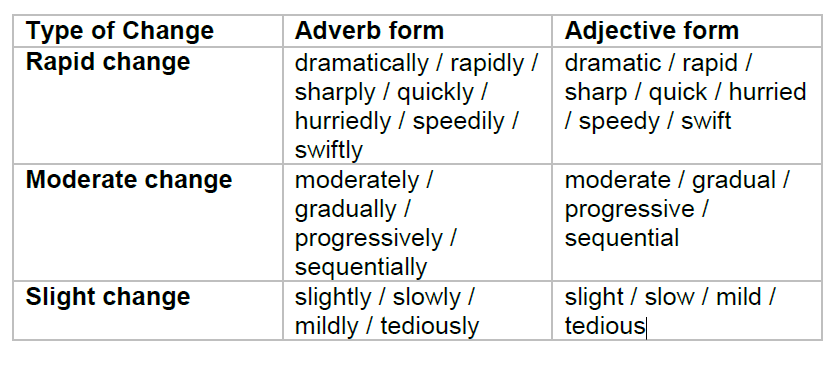 Type of Change
Adverb form
Adjective form
Rapid change
dramatically / rapidly /
sharply / quickly /
hurriedly / speedily /
swiftly
dramatic / rapid /
sharp / quick / hurried
/ speedy / swift
Moderate change
moderately /
gradually /
progressively /
sequentially
moderate / gradual /
progressive /
sequential
Slight change
slightly / slowly /
mildly / tediously
slight / slow / mild /
tedious